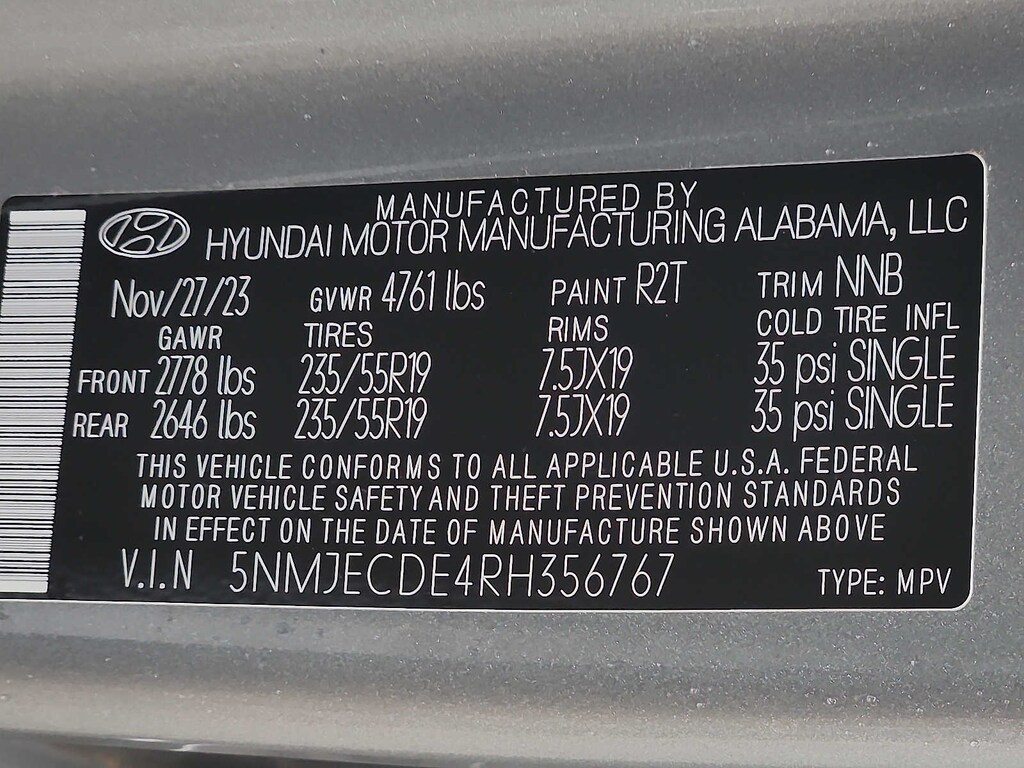 MANUFACTURED BY
HYUNDAI MOTOR MANUFACTURING ALABAMA, LLC
Nov/27/23 GVWR 4761 lbs PAINT R2T TRIM NNB
GAWR TIRES RIMS COLD TIRE INFL
FRONT 2778 lbs 235/55R19 7.5JX19 35 psi SINGLE
REAR 2646 lbs 235/55R19 7.5JX19 35 psi SINGLE
THIS VEHICLE CONFORMS TO ALL APPLICABLE U.S.A. FEDERAL
MOTOR VEHICLE SAFETY AND THEFT PREVENTION STANDARDS
IN EFFECT ON THE DATE OF MANUFACTURE SHOWN ABOVE
V.I.N 5NMJECDE4RH356767 TYPE: MPV